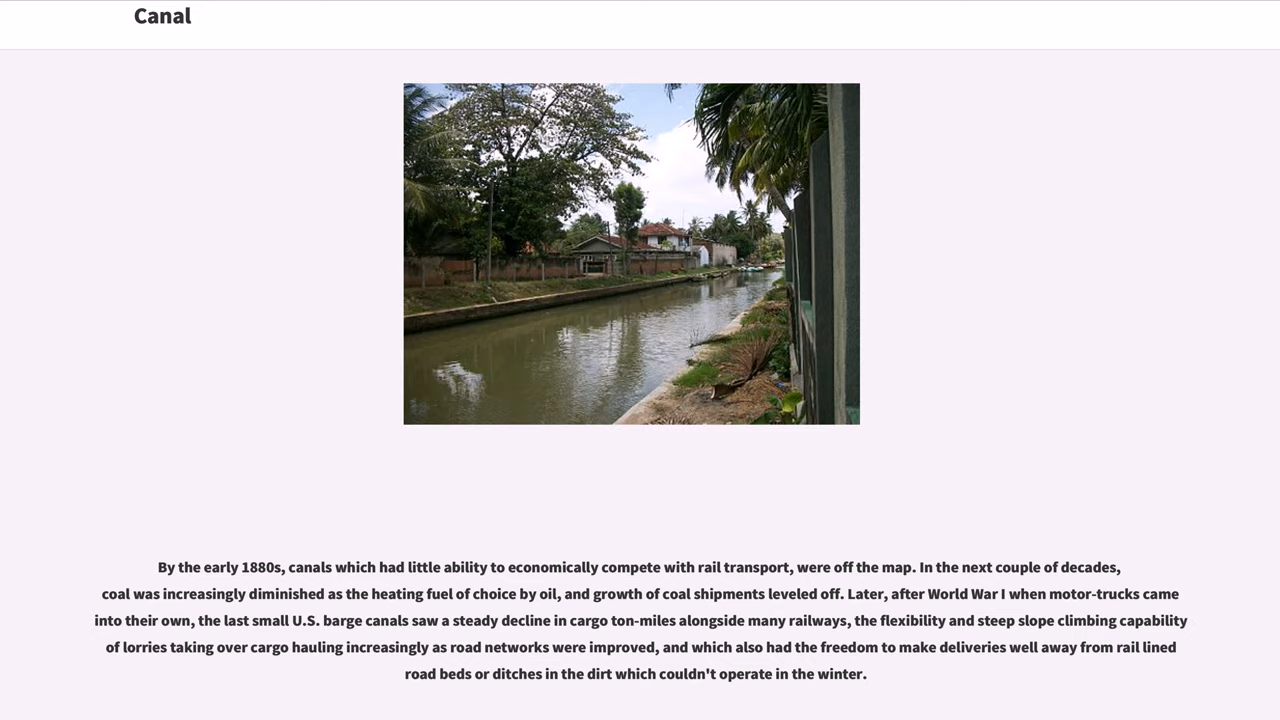 Canal
By the early 1880s, canals which had little ability to economically compete with rail transport, were off the map. In the next couple of decades,
coal was increasingly diminished as the heating fuel of choice by oil, and growth of coal shipments leveled off. Later, after World War I when motor-trucks came
into their own, the last small U.S. barge canals saw a steady decline in cargo ton-miles alongside many railways, the flexibility and steep slope climbing capability
of lorries taking over cargo hauling increasingly as road networks were improved, and which also had the freedom to make deliveries well away from rail lined
road beds or ditches in the dirt which couldn't operate in the winter.